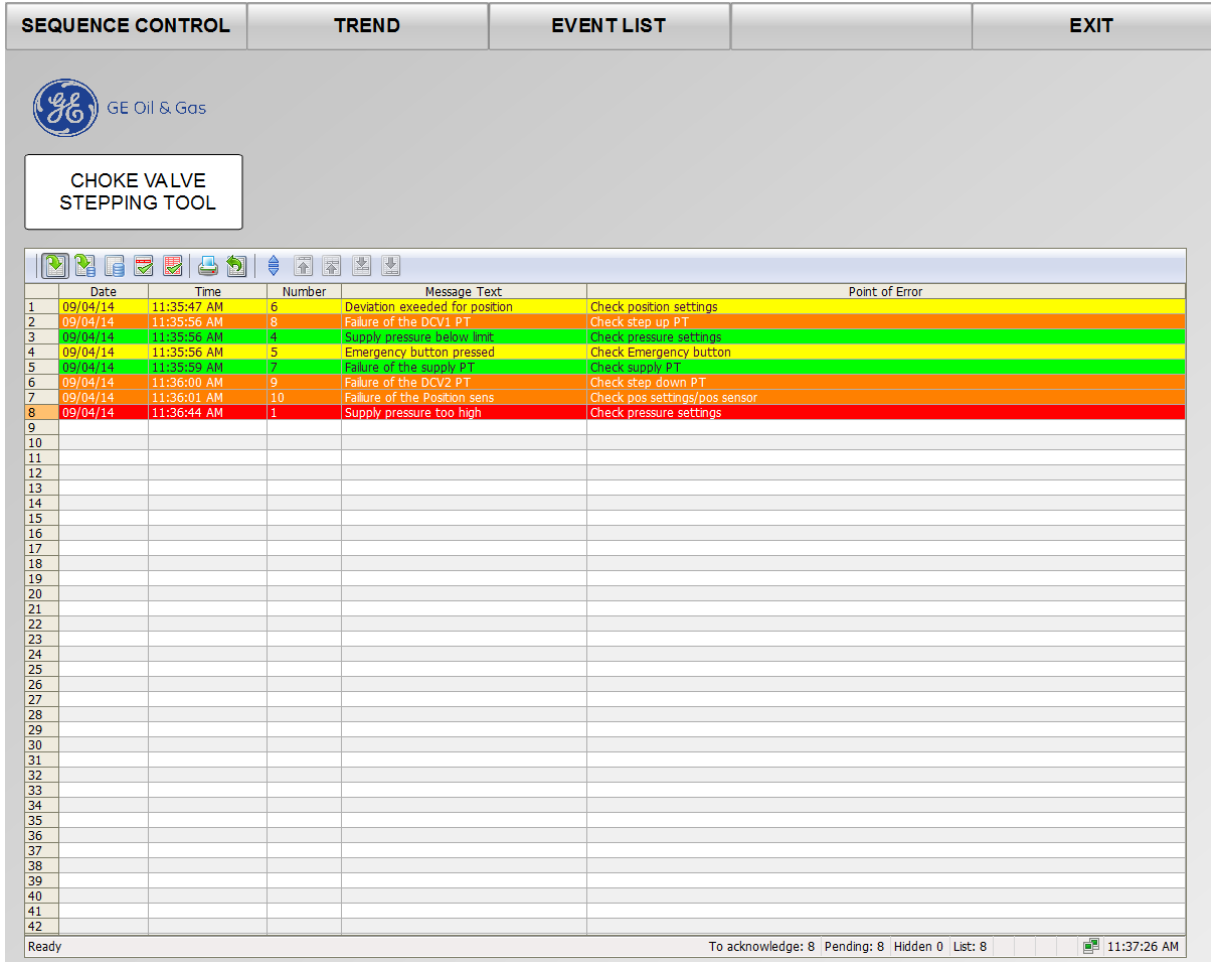 SEQUENCE CONTROL TREND EVENT LIST EXIT
GE GE Oil & Gas
CHOKE VALVE
STEPPING TOOL
Date Time Number Message Text Point of Error
1 09/04/14 11:35:47 AM 6 Deviation exeeded for position Check position settings
2 09/04/14 11:35:56 AM 8 Failure of the DCV1 PT Check step up PT
3 09/04/14 11:35:56 AM 4 Supply pressure below limit Check pressure settings
4 09/04/14 11:35:56 AM 5 Emergency button pressed Check Emergency button
5 09/04/14 11:35:59 AM 7 Failure of the supply PT Check supply PT
6 09/04/14 11:36:00 AM 9 Failure of the DCV2 PT Check step down PT
7 09/04/14 11:36:01 AM 10 Failure of the Position sens Check pos settings/pos sensor
8 09/04/14 11:36:44 AM 1 Supply pressure too high Check pressure settings
9
10
11
12
13
14
15
16
17
18
19
20
21
22
23
24
25
26
27
28
29
30
31
32
33
34
35
36
37
38
39
40
41
42
Ready To acknowledge: 8 Pending: 8 Hidden 0 List: 8 11:37:26 AM